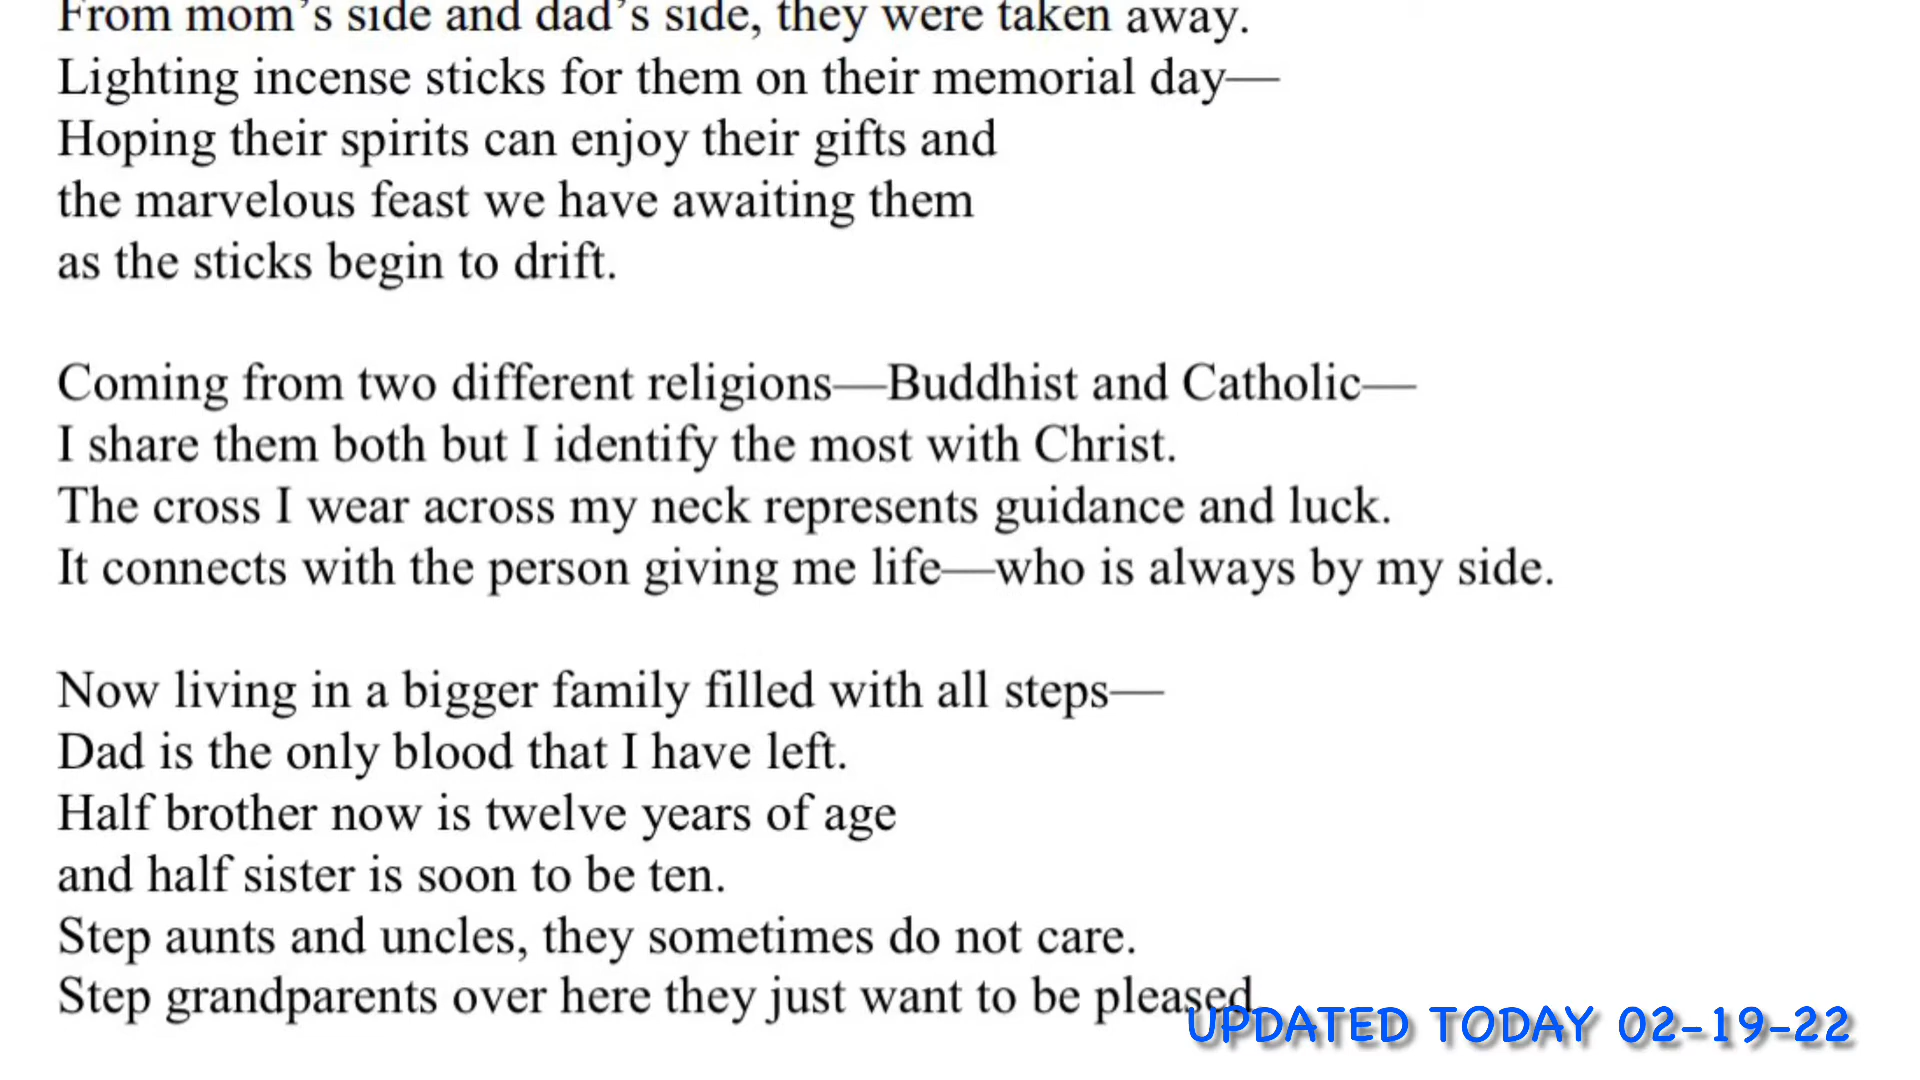 From mom's side and dad's side, they were taken away.
Lighting incense sticks for them on their memorial day—
Hoping their spirits can enjoy their gifts and
the marvelous feast we have awaiting them
as the sticks begin to drift.
Coming from two different religions—Buddhist and Catholic—
I share them both but I identify the most with Christ.
The cross I wear across my neck represents guidance and luck.
It connects with the person giving me life—who is always by my side.
Now living in a bigger family filled with all steps—
Dad is the only blood that I have left.
Half brother now is twelve years of age
and half sister is soon to be ten.
Step aunts and uncles, they sometimes do not care.
Step grandparents over here they just want to be pleased
UPDATED TODAY 02-19-22